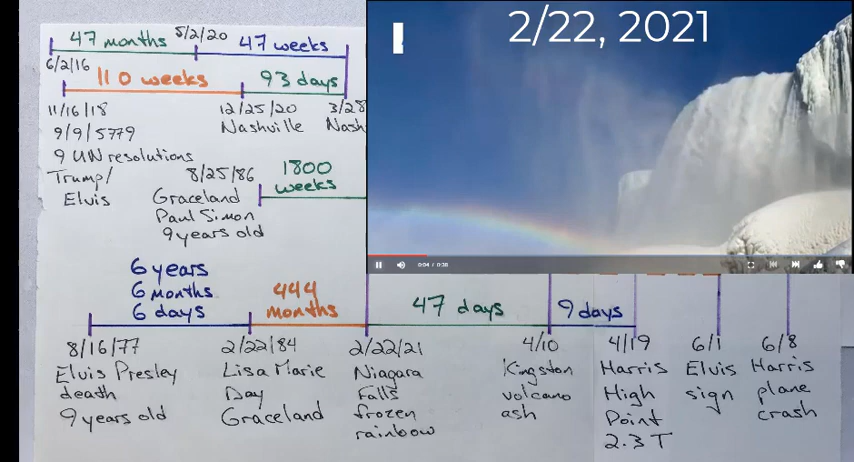 2/22, 2021
0:04 / 0:38
47 months 5/2/20 47 weeks
6/2/16
110 weeks 93 days
11/16/18 12/25/20 3/28
9/9/5779 Nashville Nash
9 UN resolutions
Trump/ 8/25/86 1800
Elvis Graceland weeks
Paul Simon
9 years old
6 years
6 months 444
6 days months 47 days 9 days
8/16/77 2/22/84 2/22/21 4/10 4/19 6/1 6/8
Elvis Presley Lisa Marie Niagara Kingston Harris Elvis Harris
death Day Falls volcano High sign plane
9 years old Graceland frozen ash Point crash
rainbow 2.3 T